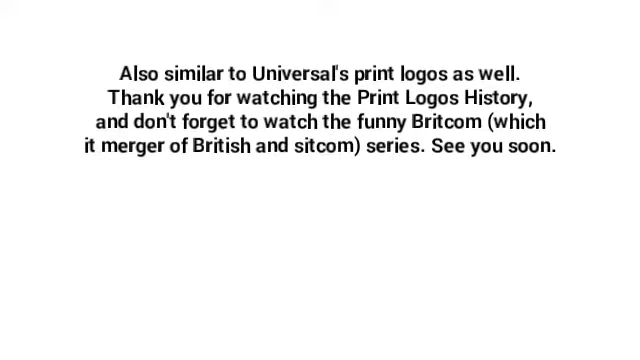 Also similar to Universal's print logos as well.
Thank you for watching the Print Logos History,
and don't forget to watch the funny Britcom (which
it merger of British and sitcom) series. See you soon.